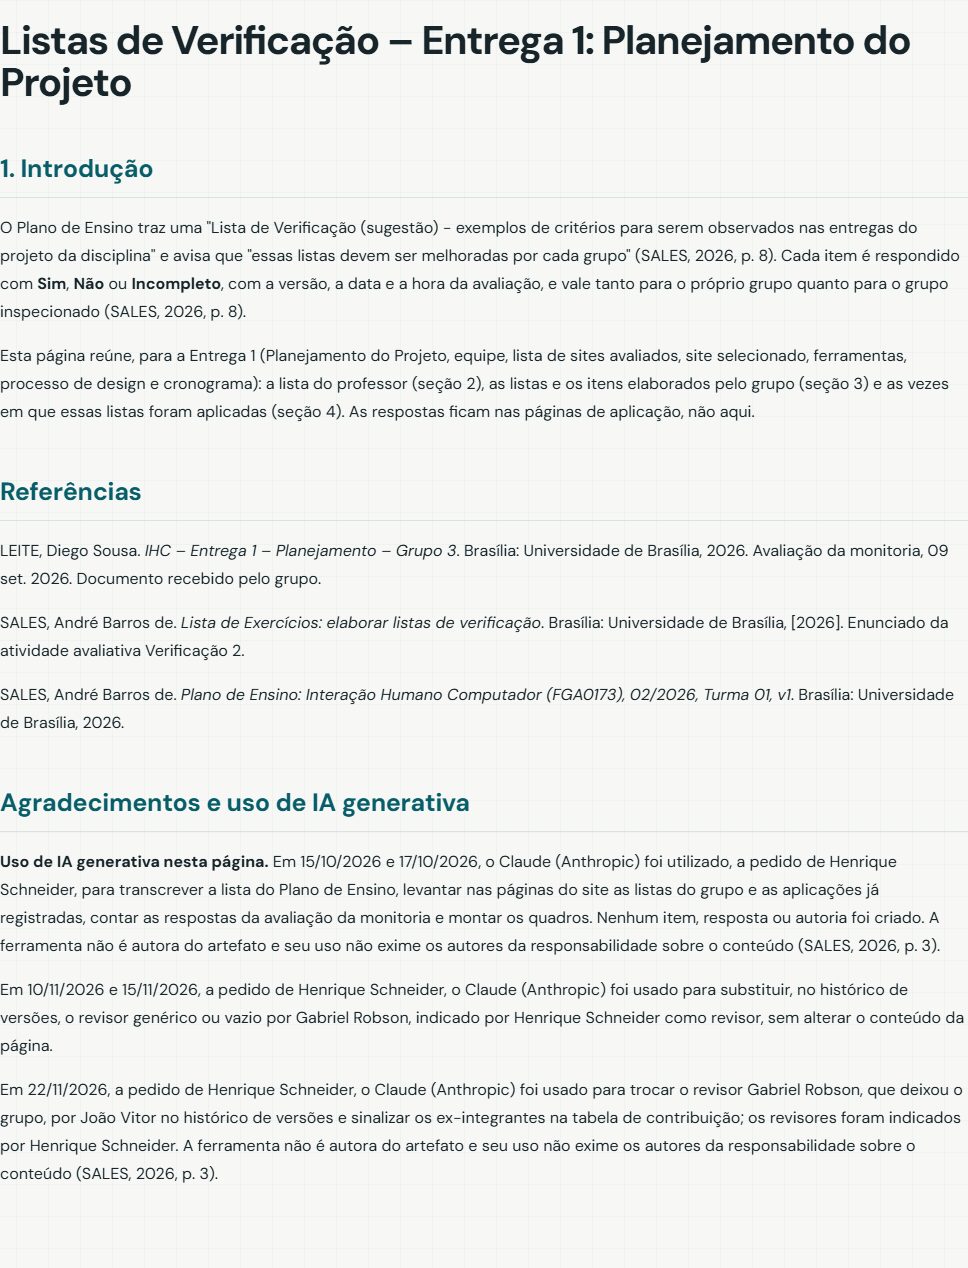 Listas de Verificação – Entrega 1: Planejamento do
Projeto
1. Introdução
O Plano de Ensino traz uma "Lista de Verificação (sugestão) - exemplos de critérios para serem observados nas entregas do
projeto da disciplina" e avisa que "essas listas devem ser melhoradas por cada grupo" (SALES, 2026, p. 8). Cada item é respondido
com Sim, Não ou Incompleto, com a versão, a data e a hora da avaliação, e vale tanto para o próprio grupo quanto para o grupo
inspecionado (SALES, 2026, p. 8).
Esta página reúne, para a Entrega 1 (Planejamento do Projeto, equipe, lista de sites avaliados, site selecionado, ferramentas,
processo de design e cronograma): a lista do professor (seção 2), as listas e os itens elaborados pelo grupo (seção 3) e as vezes
em que essas listas foram aplicadas (seção 4). As respostas ficam nas páginas de aplicação, não aqui.
Referências
LEITE, Diego Sousa. IHC – Entrega 1 – Planejamento – Grupo 3. Brasília: Universidade de Brasília, 2026. Avaliação da monitoria, 09
set. 2026. Documento recebido pelo grupo.
SALES, André Barros de. Lista de Exercícios: elaborar listas de verificação. Brasília: Universidade de Brasília, [2026]. Enunciado da
atividade avaliativa Verificação 2.
SALES, André Barros de. Plano de Ensino: Interação Humano Computador (FGA0173), 02/2026, Turma 01, v1. Brasília: Universidade
de Brasília, 2026.
Agradecimentos e uso de IA generativa
Uso de IA generativa nesta página. Em 15/10/2026 e 17/10/2026, o Claude (Anthropic) foi utilizado, a pedido de Henrique
Schneider, para transcrever a lista do Plano de Ensino, levantar nas páginas do site as listas do grupo e as aplicações já
registradas, contar as respostas da avaliação da monitoria e montar os quadros. Nenhum item, resposta ou autoria foi criado. A
ferramenta não é autora do artefato e seu uso não exime os autores da responsabilidade sobre o conteúdo (SALES, 2026, p. 3).
Em 10/11/2026 e 15/11/2026, a pedido de Henrique Schneider, o Claude (Anthropic) foi usado para substituir, no histórico de
versões, o revisor genérico ou vazio por Gabriel Robson, indicado por Henrique Schneider como revisor, sem alterar o conteúdo da
página.
Em 22/11/2026, a pedido de Henrique Schneider, o Claude (Anthropic) foi usado para trocar o revisor Gabriel Robson, que deixou o
grupo, por João Vitor no histórico de versões e sinalizar os ex-integrantes na tabela de contribuição; os revisores foram indicados
por Henrique Schneider. A ferramenta não é autora do artefato e seu uso não exime os autores da responsabilidade sobre o
conteúdo (SALES, 2026, p. 3).